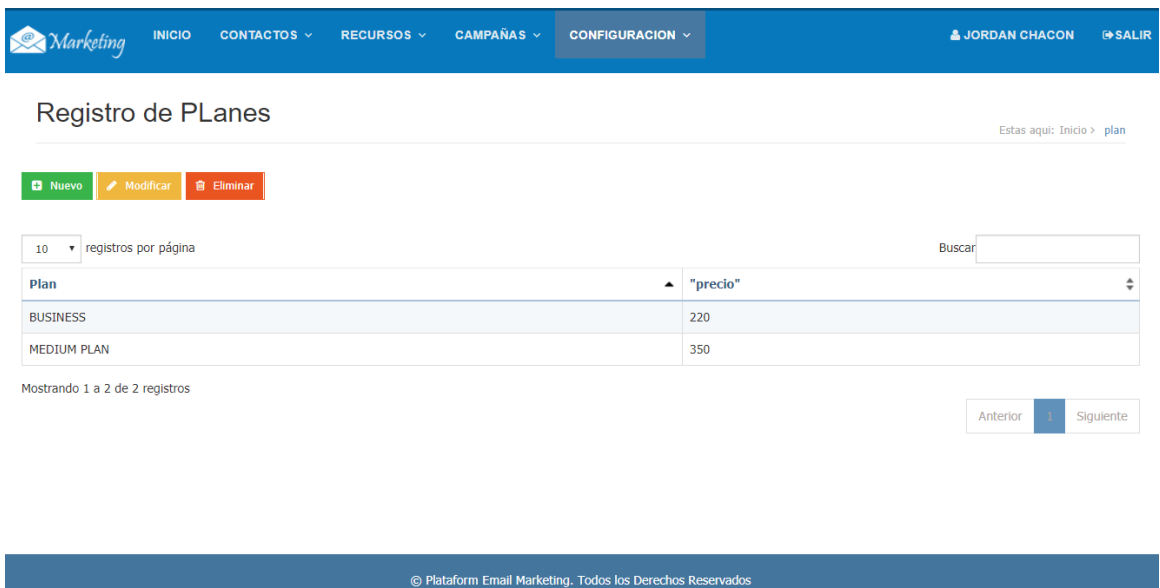 @ Marketing INICIO CONTACTOS RECURSOS CAMPAÑAS CONFIGURACION JORDAN CHACON SALIR
Registro de PLanes
Estas aqui: Inicio > plan
Nuevo Modificar Eliminar
10 registros por página Buscar
Plan "precio"
BUSINESS 220
MEDIUM PLAN 350
Mostrando 1 a 2 de 2 registros
Anterior 1 Siguiente
© Plataform Email Marketing. Todos los Derechos Reservados